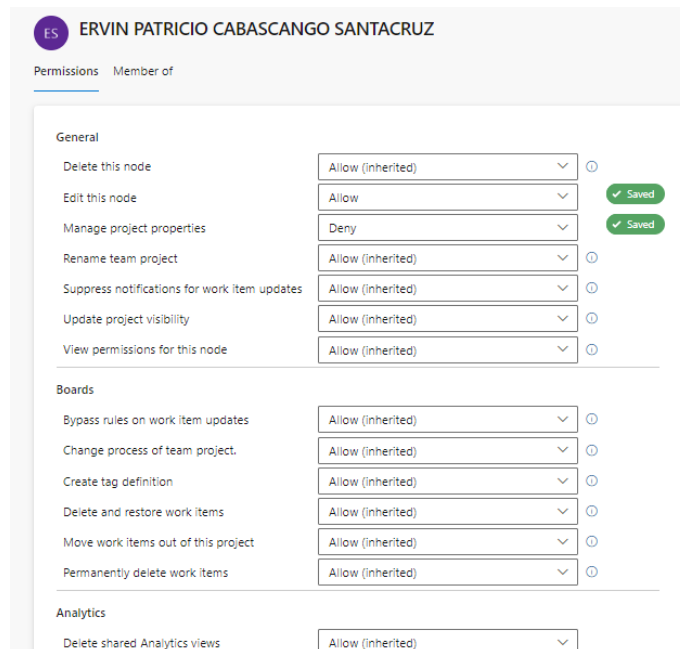 ES ERVIN PATRICIO CABASCANGO SANTACRUZ
Permissions Member of
General
Delete this node Allow (inherited)
Edit this node Allow Saved
Manage project properties Deny Saved
Rename team project Allow (inherited)
Suppress notifications for work item updates Allow (inherited)
Update project visibility Allow (inherited)
View permissions for this node Allow (inherited)
Boards
Bypass rules on work item updates Allow (inherited)
Change process of team project. Allow (inherited)
Create tag definition Allow (inherited)
Delete and restore work items Allow (inherited)
Move work items out of this project Allow (inherited)
Permanently delete work items Allow (inherited)
Analytics
Delete shared Analytics views Allow (inherited)